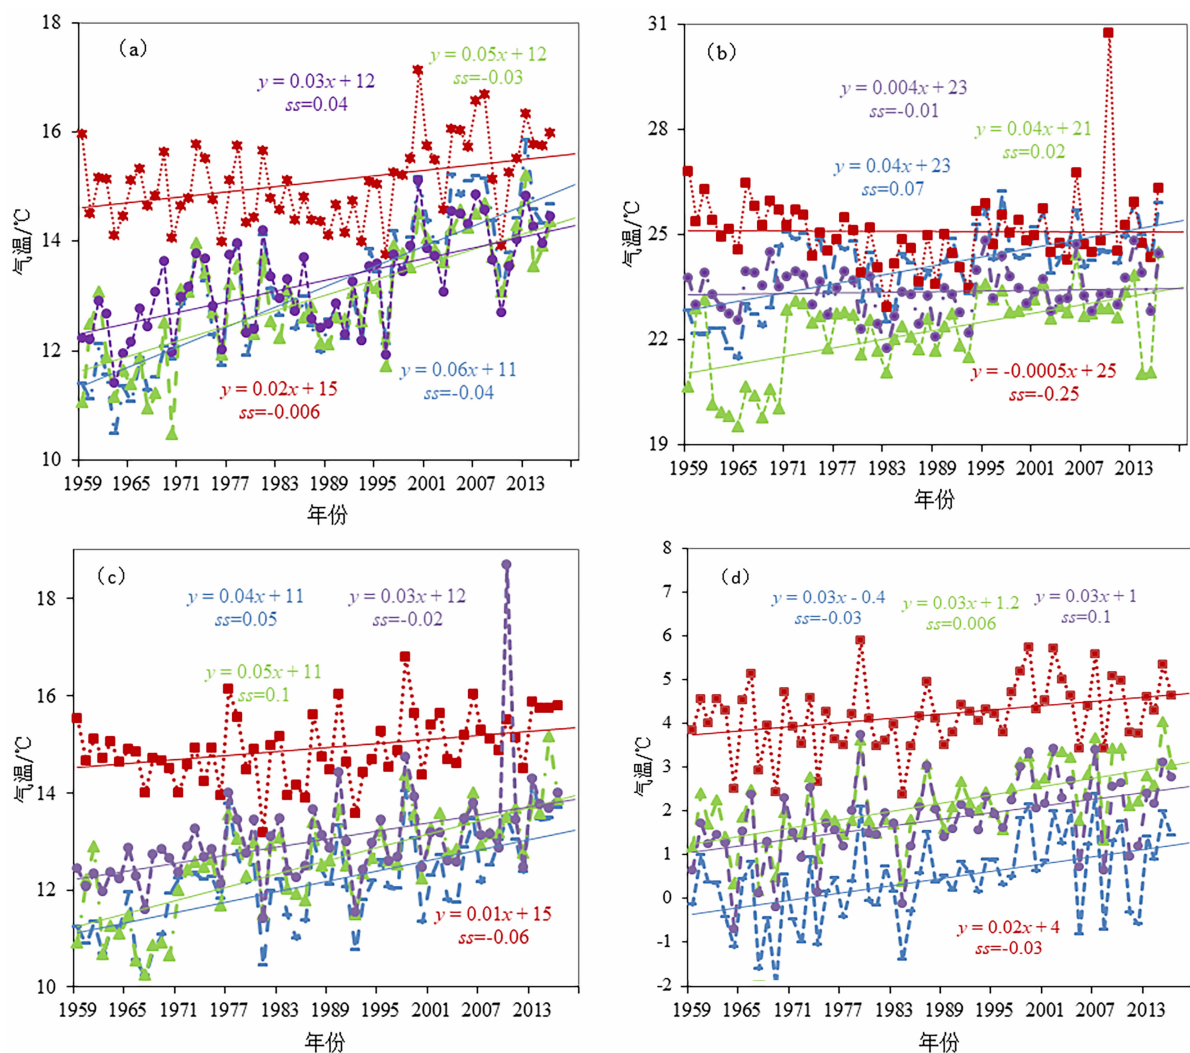 18
16
14
12
10
气温/℃
(a)
y = 0.03x + 12
ss=0.04
y = 0.05x + 12
ss=-0.03
y = 0.02x + 15
ss=-0.006
y = 0.06x + 11
ss=-0.04
1959 1965 1971 1977 1983 1989 1995 2001 2007 2013
年份
31
28
25
22
19
气温/℃
(b)
y = 0.004x + 23
ss=-0.01
y = 0.04x + 21
ss=0.02
y = 0.04x + 23
ss=0.07
y = -0.0005x + 25
ss=-0.25
1959 1965 1971 1977 1983 1989 1995 2001 2007 2013
年份
18
16
14
12
10
气温/℃
(c)
y = 0.04x + 11
ss=0.05
y = 0.03x + 12
ss=-0.02
y = 0.05x + 11
ss=0.1
y = 0.01x + 15
ss=-0.06
1959 1965 1971 1977 1983 1989 1995 2001 2007 2013
年份
8
7
6
5
4
3
2
1
0
-1
-2
气温/℃
(d)
y = 0.03x - 0.4
ss=-0.03
y = 0.03x + 1.2
ss=0.006
y = 0.03x + 1
ss=0.1
y = 0.02x + 4
ss=-0.03
1959 1965 1971 1977 1983 1989 1995 2001 2007 2013
年份